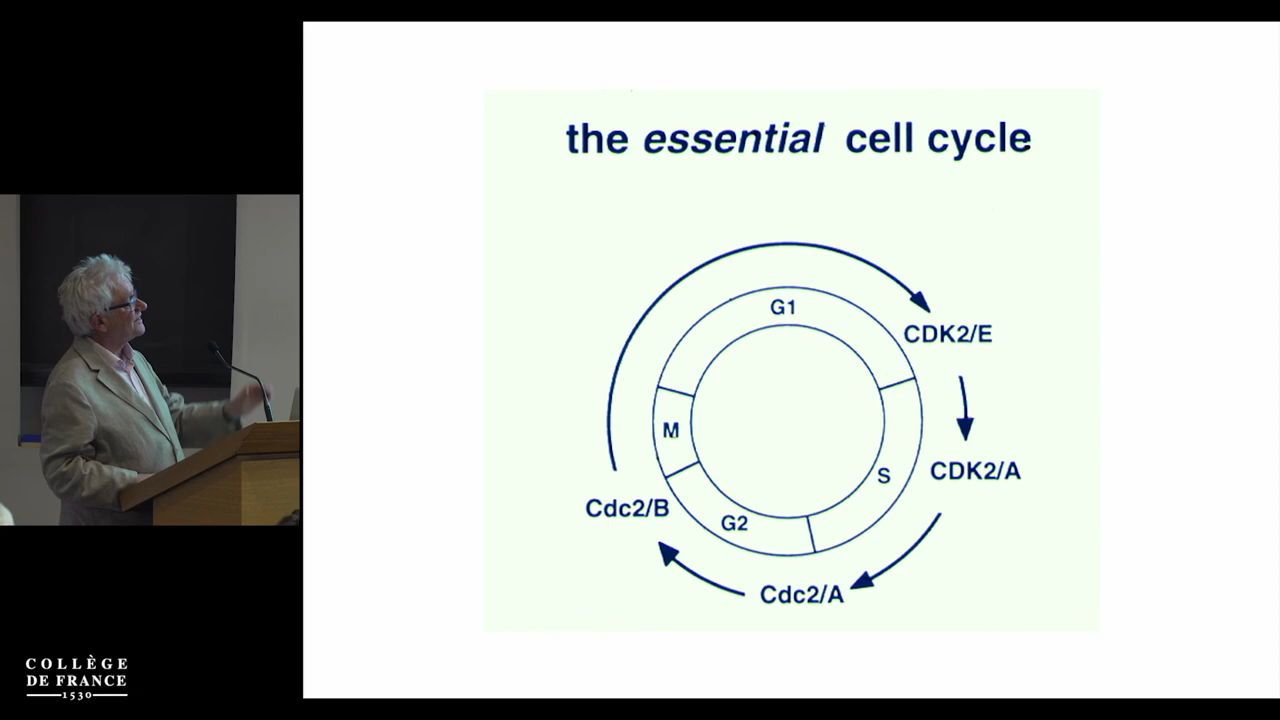 the essential cell cycle
G1
CDK2/E
M
CDK2/A
S
Cdc2/B
G2
Cdc2/A
COLLÈGE
DE FRANCE
1530